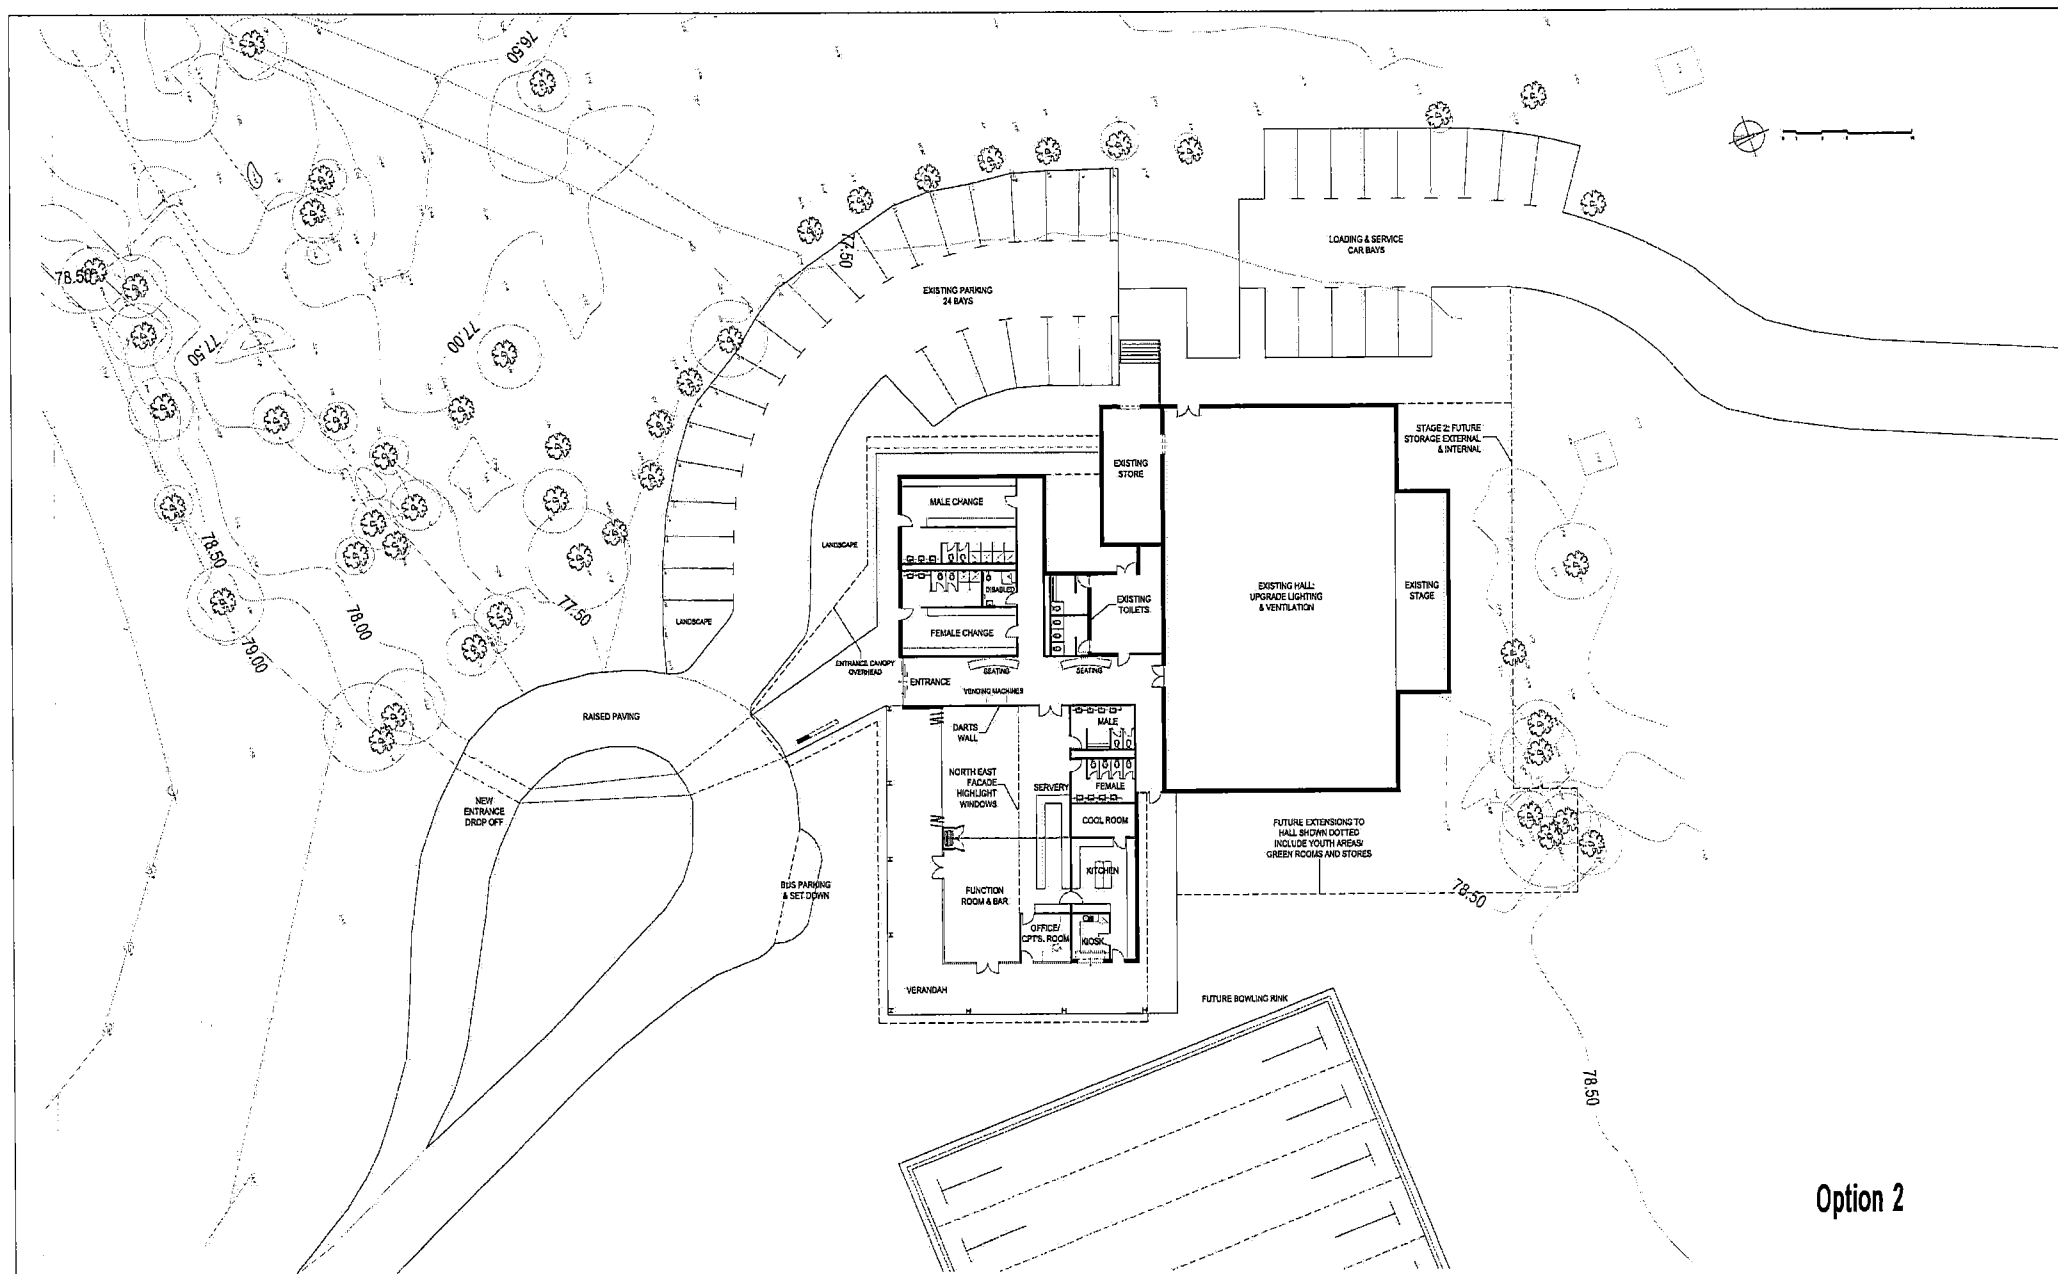 76.50
78.50
77.50
77.00
77.50
LOADING & SERVICE
CAR BAYS
EXISTING PARKING
24 BAYS
STAGE 2: FUTURE
STORAGE EXTERNAL
& INTERNAL
EXISTING
STORE
MALE CHANGE
LANDSCAPE
78.50
78.00
79.00
77.50
DISABLED
EXISTING
TOILETS
EXISTING HALL:
UPGRADE LIGHTING
& VENTILATION
EXISTING
STAGE
LANDSCAPE
FEMALE CHANGE
ENTRANCE CANOPY
OVERHEAD
SEATING
SEATING
ENTRANCE
VENDING MACHINES
RAISED PAVING
DARTS
WALL
MALE
NORTH EAST
FACADE
HIGHLIGHT
WINDOWS
SERVERY
FEMALE
NEW
ENTRANCE
DROP OFF
COOL ROOM
FUTURE EXTENSIONS TO
HALL SHOWN DOTTED
INCLUDE YOUTH AREAS/
GREEN ROOMS AND STORES
BUS PARKING
& SET DOWN
FUNCTION
ROOM & BAR
KITCHEN
78.50
OFFICE/
CPT'S. ROOM
KIOSK
VERANDAH
FUTURE BOWLING RINK
78.50
Option 2